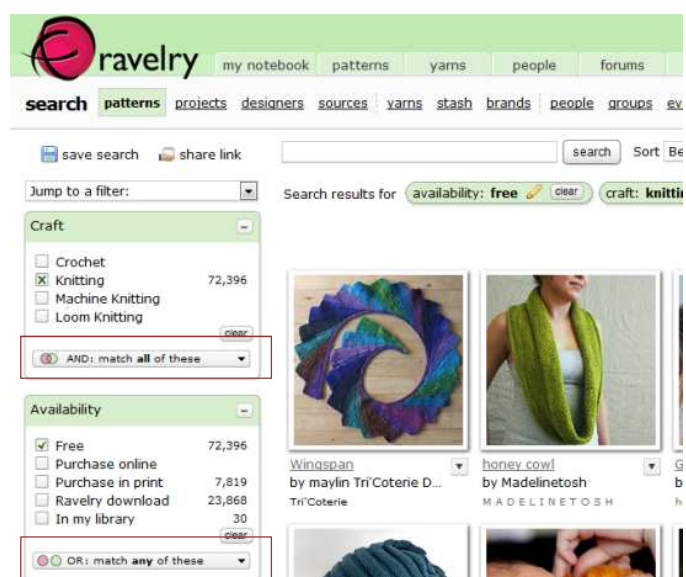 ravelry
my notebook patterns yarns people forums
search patterns projects designers sources yarns stash brands people groups
save search share link search Sort
Jump to a filter:
Search results for availability: free clear craft:
Craft
Crochet
Knitting 72,396
Machine Knitting
Loom Knitting
clear
AND: match all of these
Availability
Free 72,396
Purchase online
Purchase in print 7,819
Ravelry download 23,868
In my library 30
clear
OR: match any of these
Wingspan
by maylin Tri'Coterie D...
Tri'Coterie
honey cowl
by Madelinetosh
MADELINETOSH